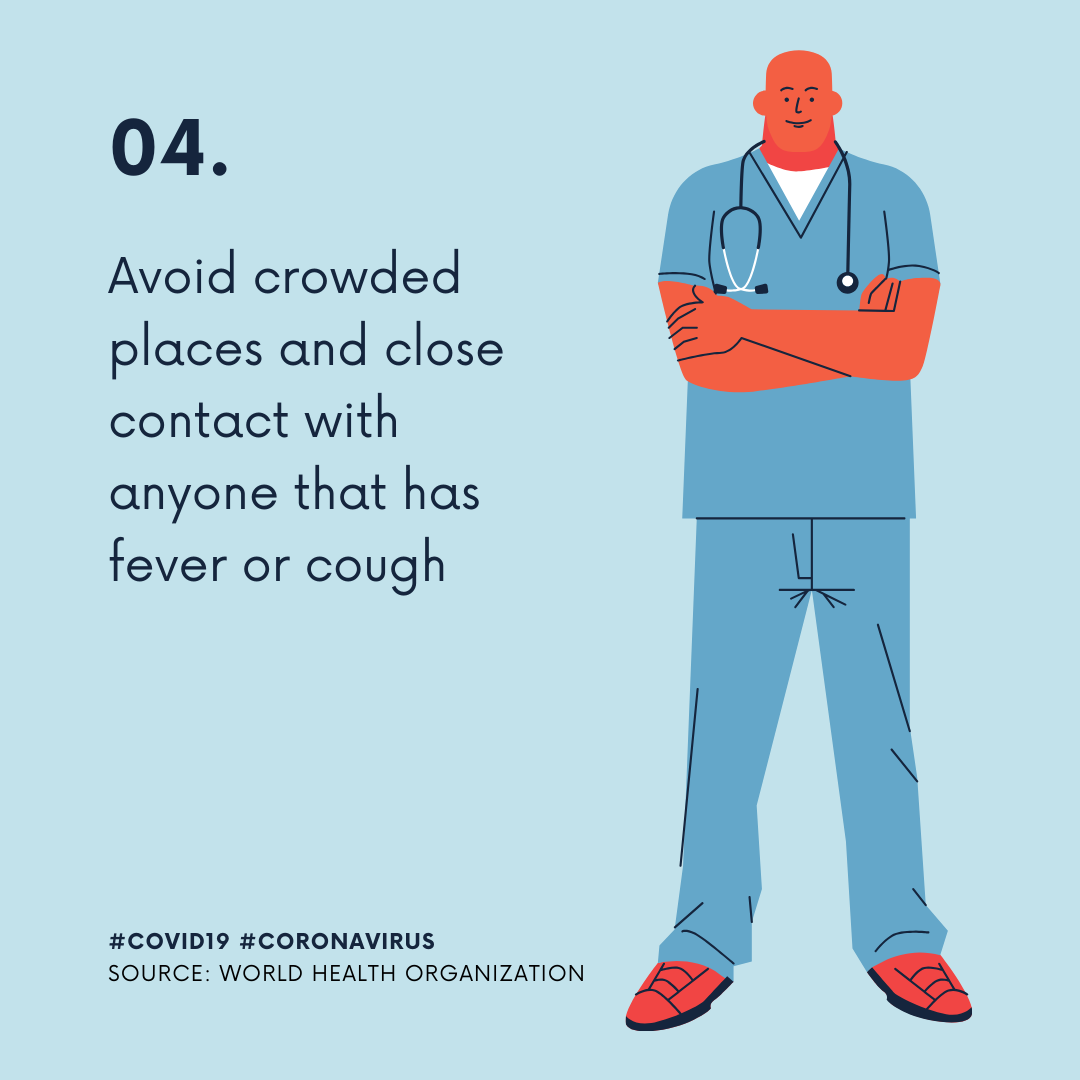 04.
Avoid crowded
places and close
contact with
anyone that has
fever or cough
#COVID19 #CORONAVIRUS
SOURCE: WORLD HEALTH ORGANIZATION